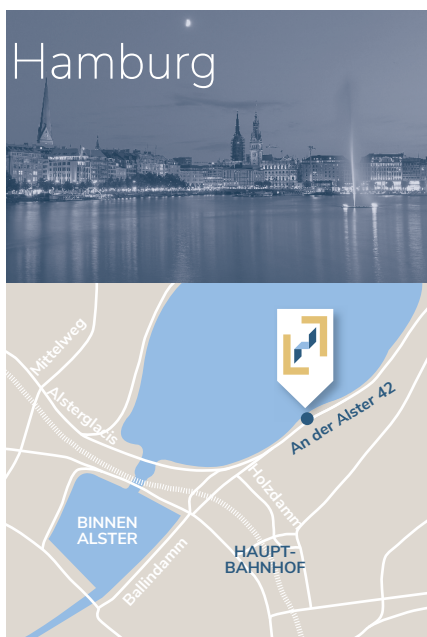 Hamburg
Mittelweg
Alsterglacis
An der Alster 42
Holzdamm
BINNEN
ALSTER
HAUPT-
BAHNHOF
Ballindamm